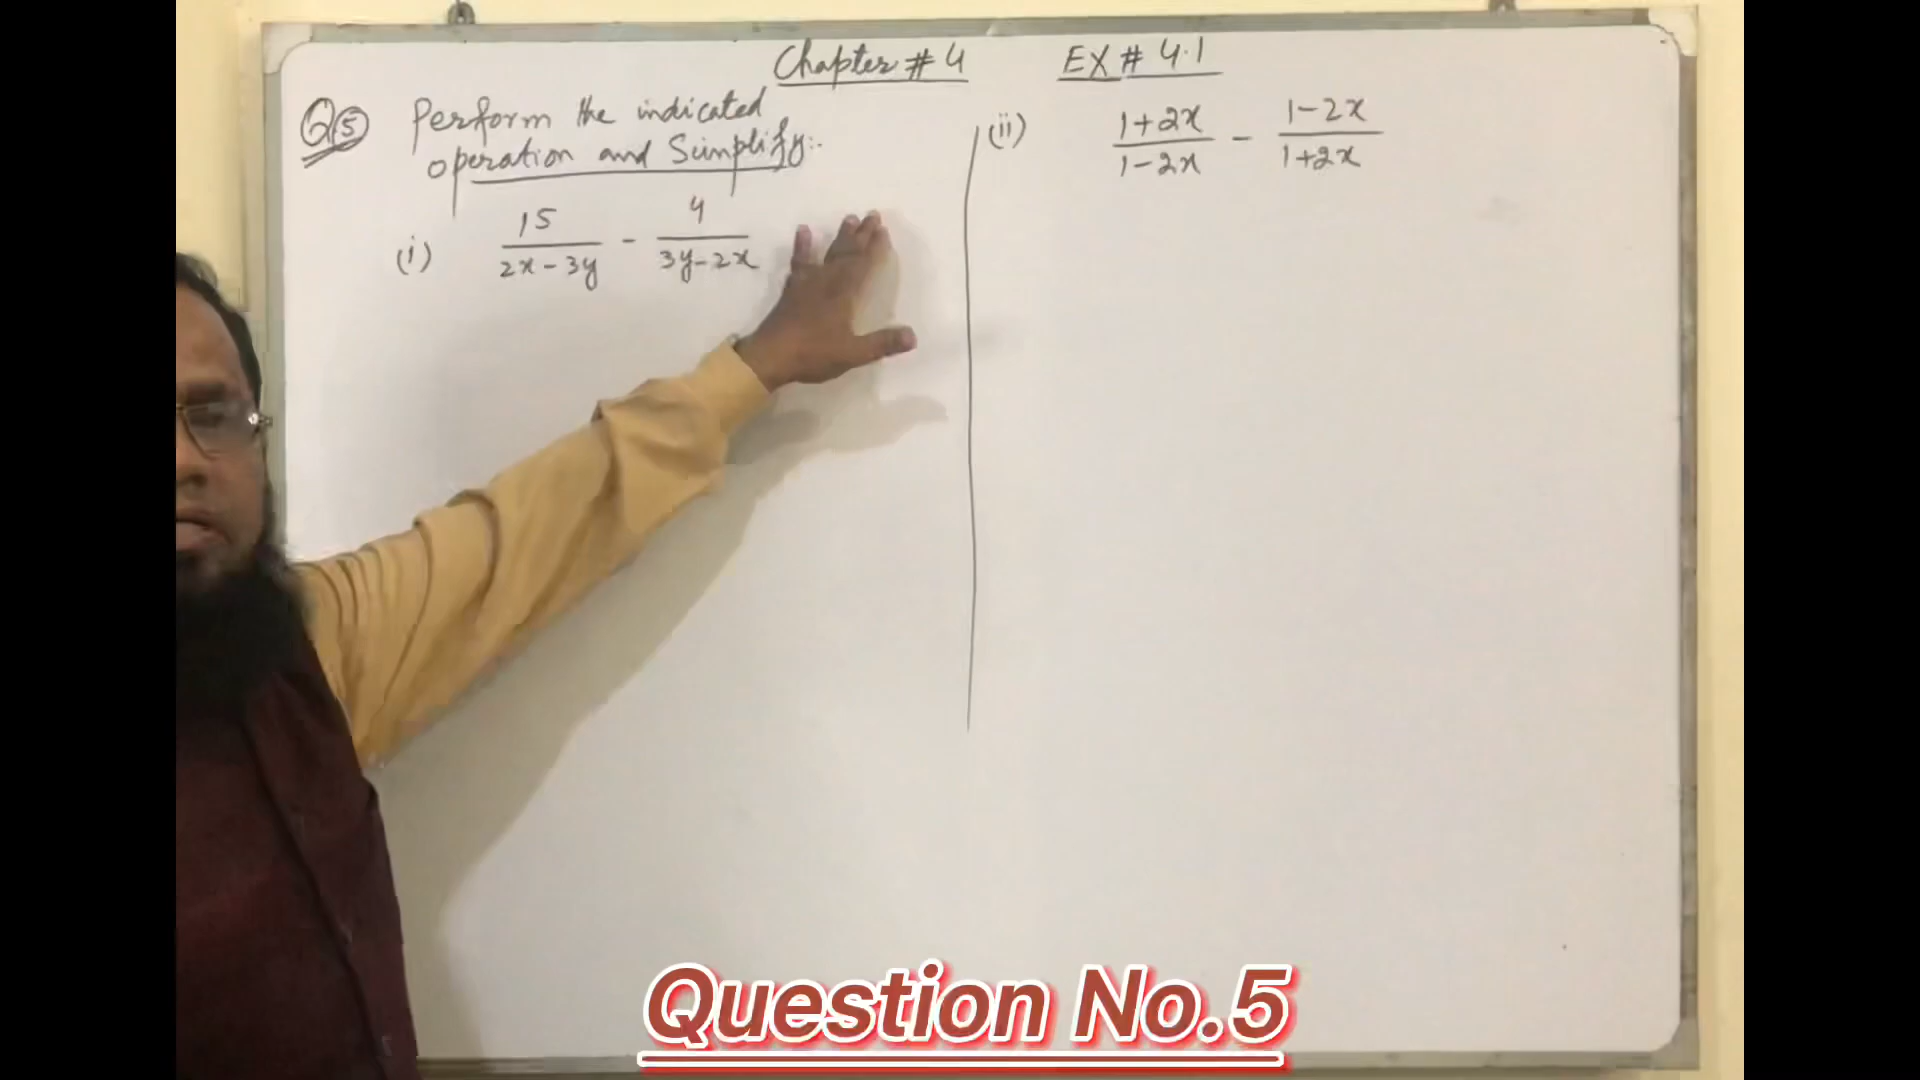 Chapter # 4 EX # 4.1
Q5 Perform the indicated
operation and Simplify:-
(i) 15/(2x-3y) - 4/(3y-2x)
(ii) (1+2x)/(1-2x) - (1-2x)/(1+2x)
Question No.5